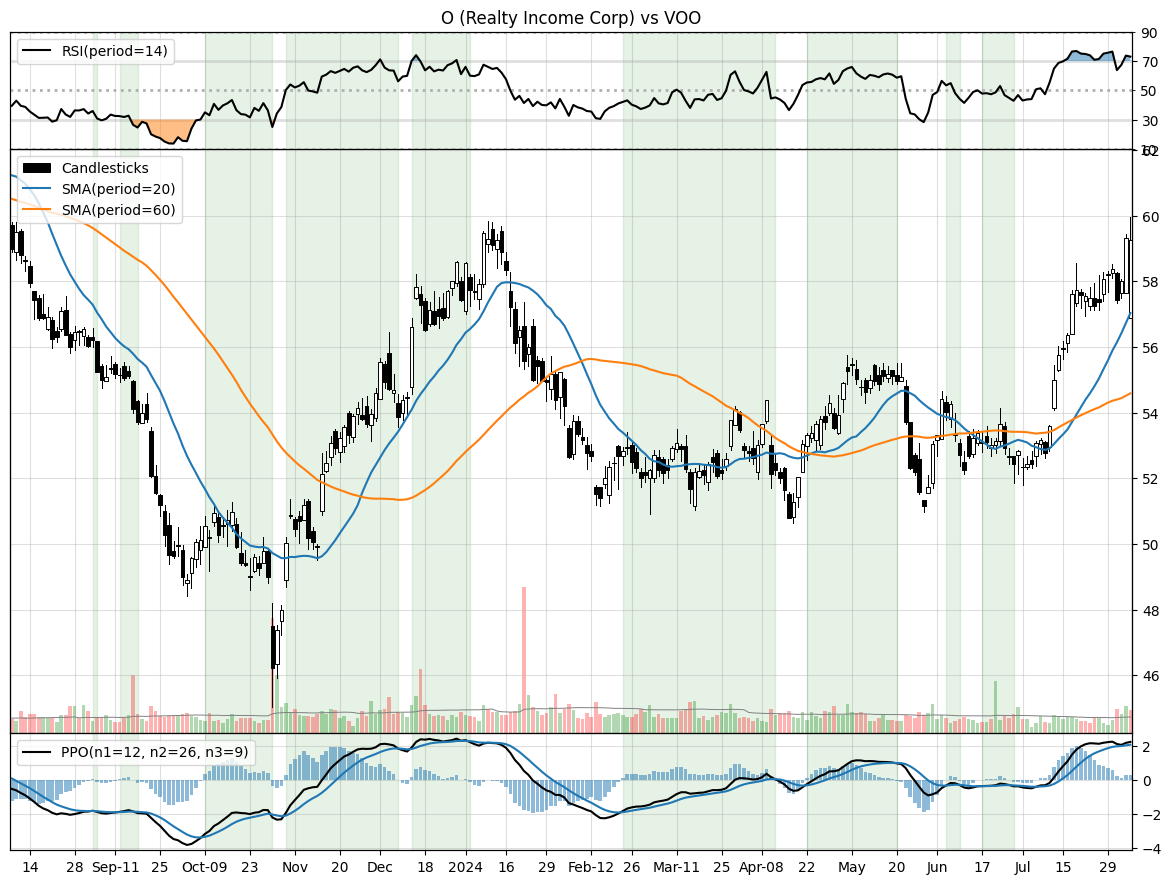 O (Realty Income Corp) vs VOO
RSI(period=14)
90
70
50
30
10
62
Candlesticks
SMA(period=20)
SMA(period=60)
60
58
56
54
52
50
48
46
PPO(n1=12, n2=26, n3=9)
2
0
−2
−4
14 28 Sep-11 25 Oct-09 23 Nov 20 Dec 18 2024 16 29 Feb-12 26 Mar-11 25 Apr-08 22 May 20 Jun 17 Jul 15 29